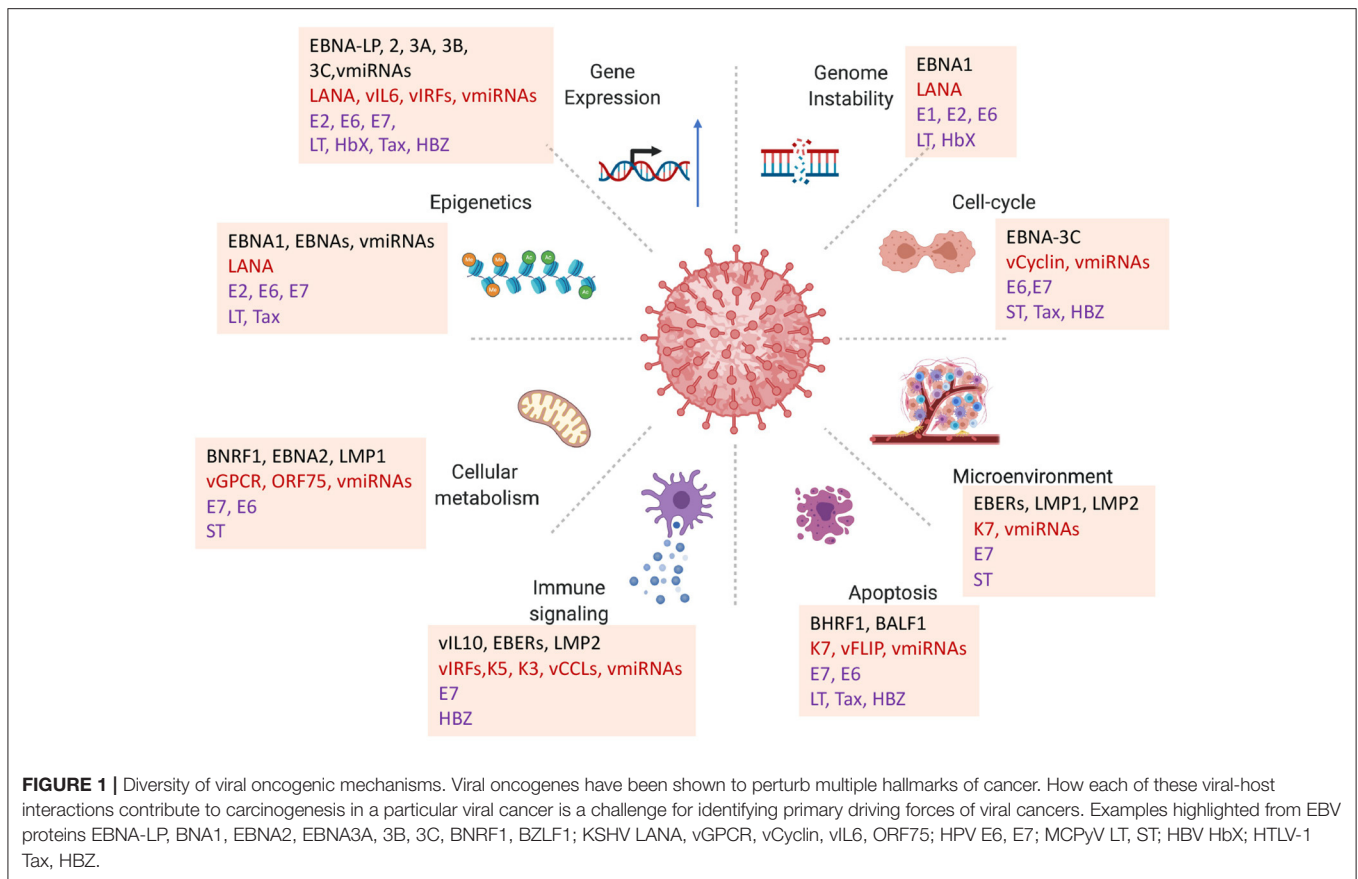 EBNA-LP, 2, 3A, 3B,
3C,vmiRNAs
LANA, vIL6, vIRFs, vmiRNAs
E2, E6, E7,
LT, HbX, Tax, HBZ
Gene
Expression
Genome
Instability
EBNA1
LANA
E1, E2, E6
LT, HbX
Epigenetics
EBNA1, EBNAs, vmiRNAs
LANA
E2, E6, E7
LT, Tax
Me
Me
Ac
Ac
Me
Ac
Cell-cycle
EBNA-3C
vCyclin, vmiRNAs
E6,E7
ST, Tax, HBZ
BNRF1, EBNA2, LMP1
vGPCR, ORF75, vmiRNAs
E7, E6
ST
Cellular
metabolism
Microenvironment
EBERs, LMP1, LMP2
K7, vmiRNAs
E7
ST
Immune
signaling
vIL10, EBERs, LMP2
vIRFs,K5, K3, vCCLs, vmiRNAs
E7
HBZ
Apoptosis
BHRF1, BALF1
K7, vFLIP, vmiRNAs
E7, E6
LT, Tax, HBZ
FIGURE 1 | Diversity of viral oncogenic mechanisms. Viral oncogenes have been shown to perturb multiple hallmarks of cancer. How each of these viral-host
interactions contribute to carcinogenesis in a particular viral cancer is a challenge for identifying primary driving forces of viral cancers. Examples highlighted from EBV
proteins EBNA-LP, BNA1, EBNA2, EBNA3A, 3B, 3C, BNRF1, BZLF1; KSHV LANA, vGPCR, vCyclin, vIL6, ORF75; HPV E6, E7; MCPyV LT, ST; HBV HbX; HTLV-1
Tax, HBZ.